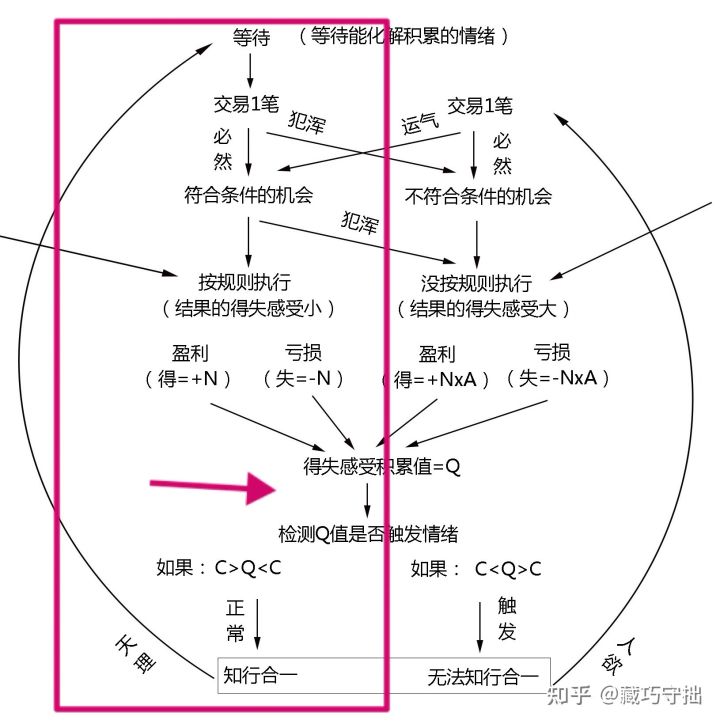 等待 （等待能化解积累的情绪）
交易1笔 交易1笔
必然 犯浑 运气 必然
符合条件的机会 不符合条件的机会
犯浑
按规则执行 没按规则执行
（结果的得失感受小） （结果的得失感受大）
盈利 亏损 盈利 亏损
（得=+N） （失=-N） （得=+NxA） （失=-NxA）
得失感受积累值=Q
检测Q值是否触发情绪
如果：C>Q<C 如果： C<Q>C
正常 触发
天理 人欲
知行合一 无法知行合一
知乎 @藏巧守拙